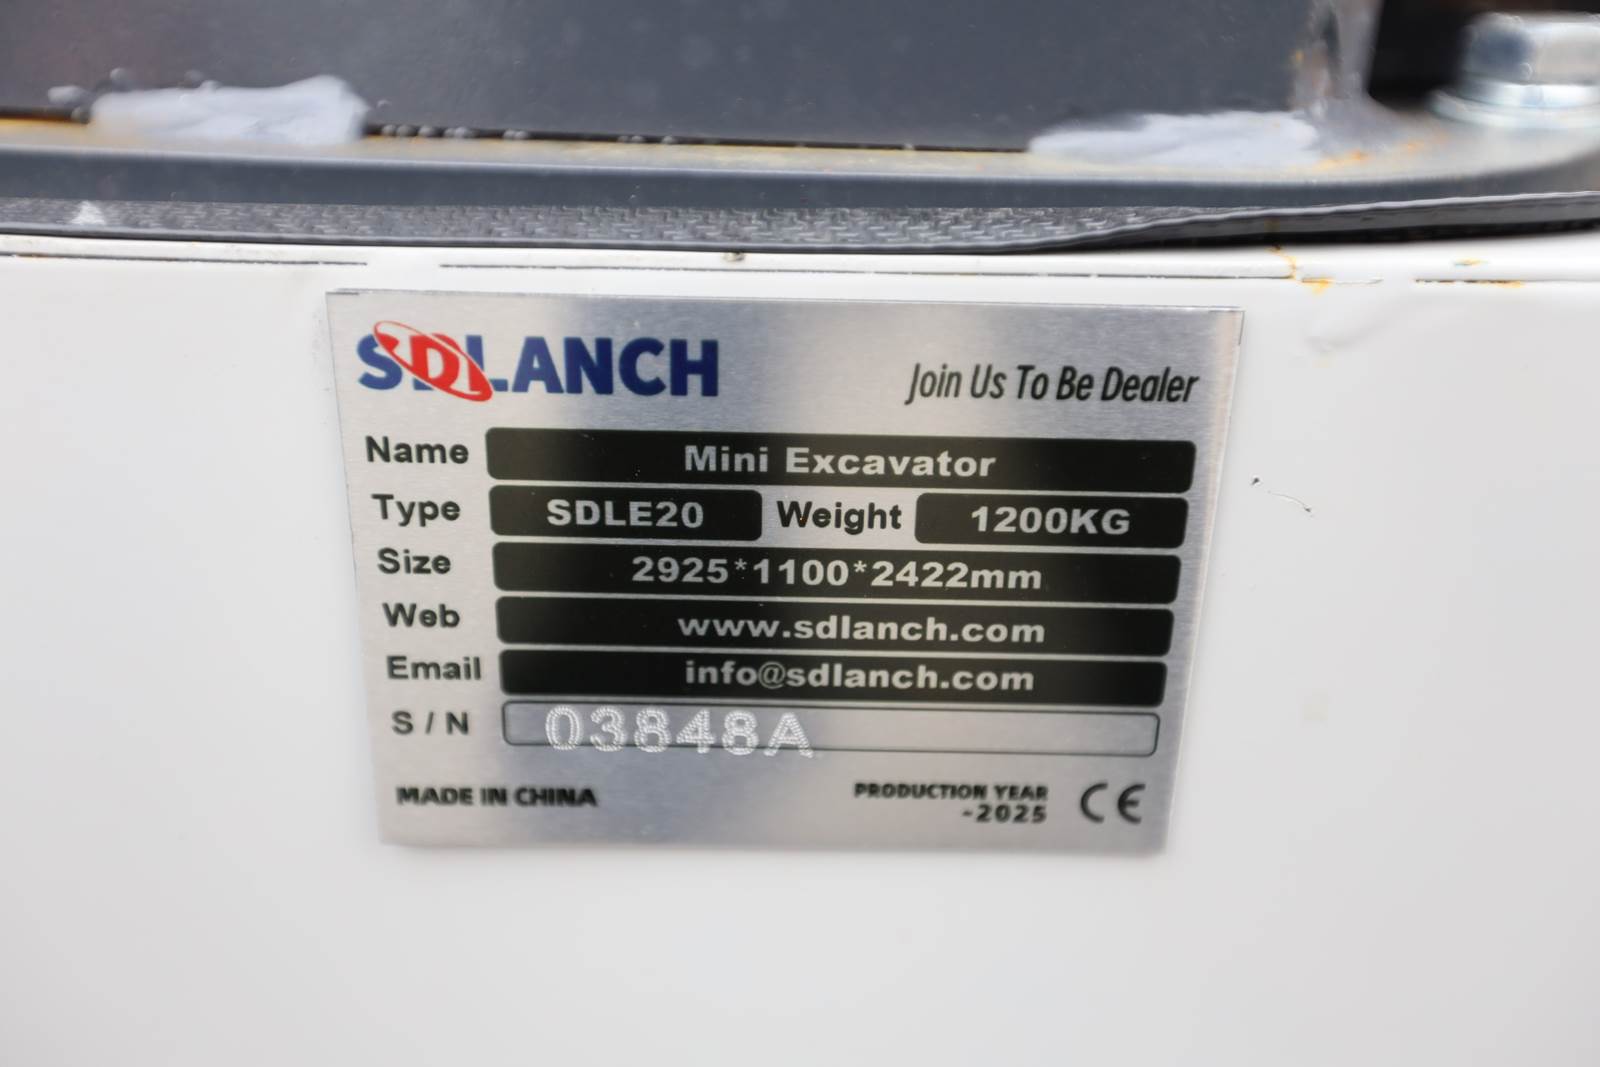 SDLANCH
Join Us To Be Dealer
Name Mini Excavator
Type SDLE20 Weight 1200KG
Size 2925*1100*2422mm
Web www.sdlanch.com
Email info@sdlanch.com
S / N 03848A
MADE IN CHINA
PRODUCTION YEAR
-2025
CE